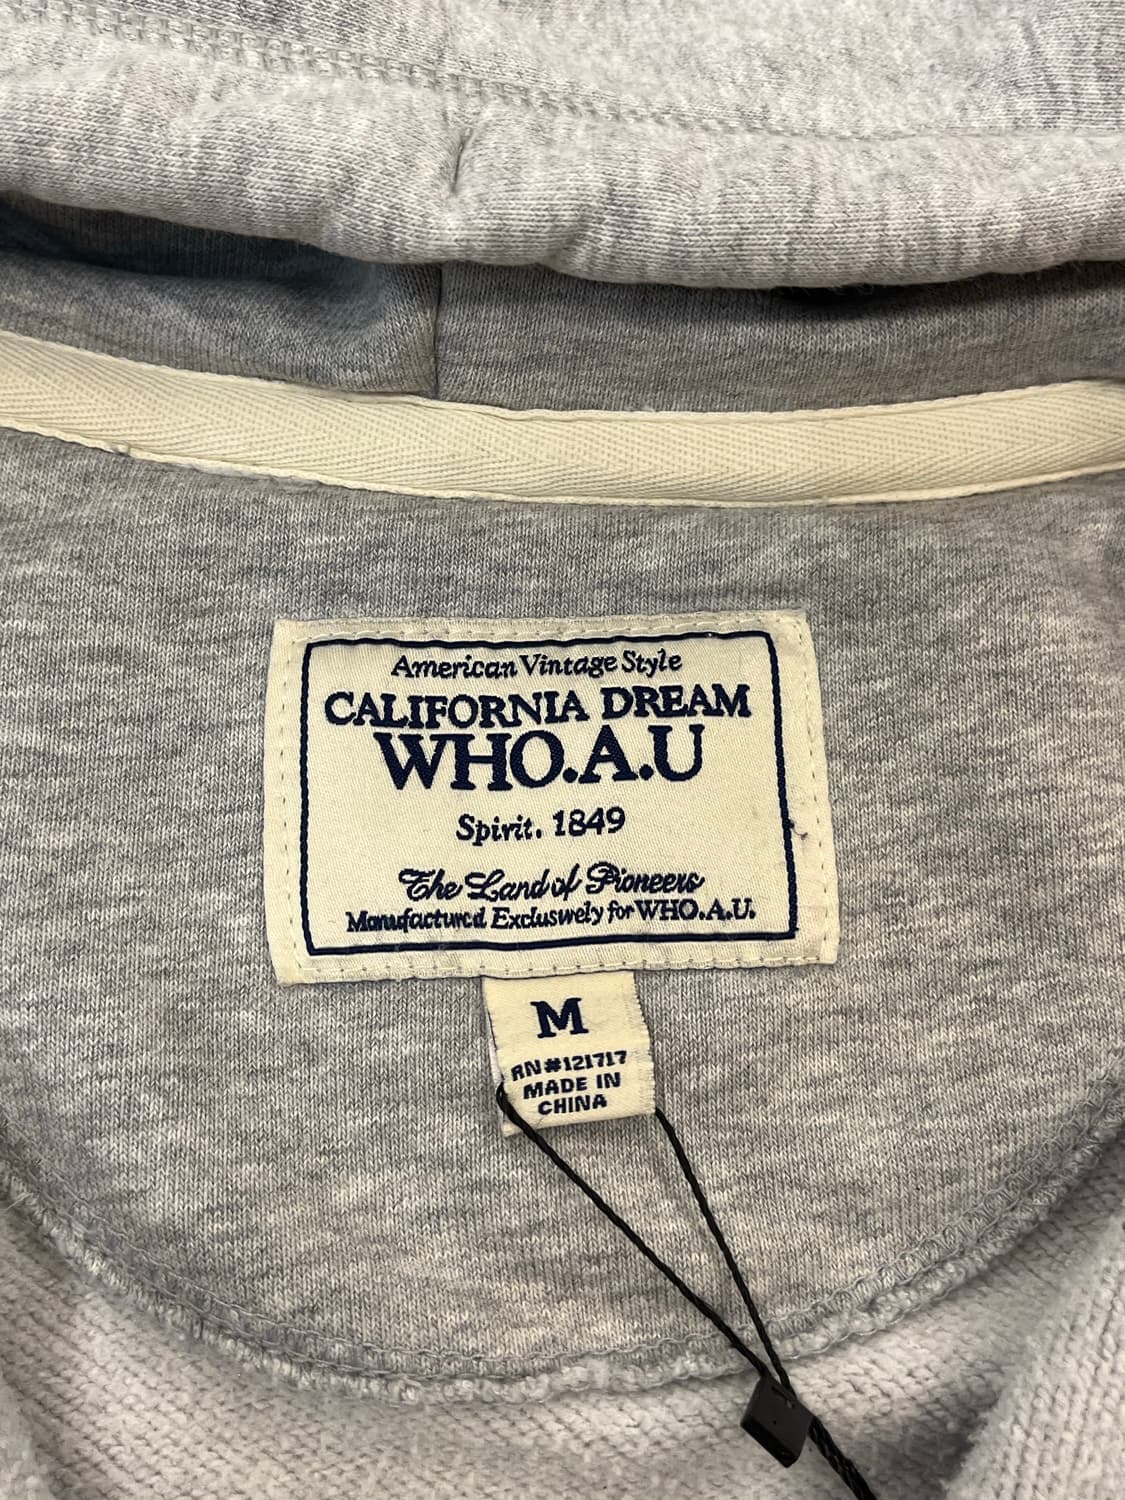 American Vintage Style
CALIFORNIA DREAM
WHO.A.U
Spirit. 1849
The Land of Pioneers
Manufactured Exclusively for WHO.A.U.
M
RN#121717
MADE IN
CHINA